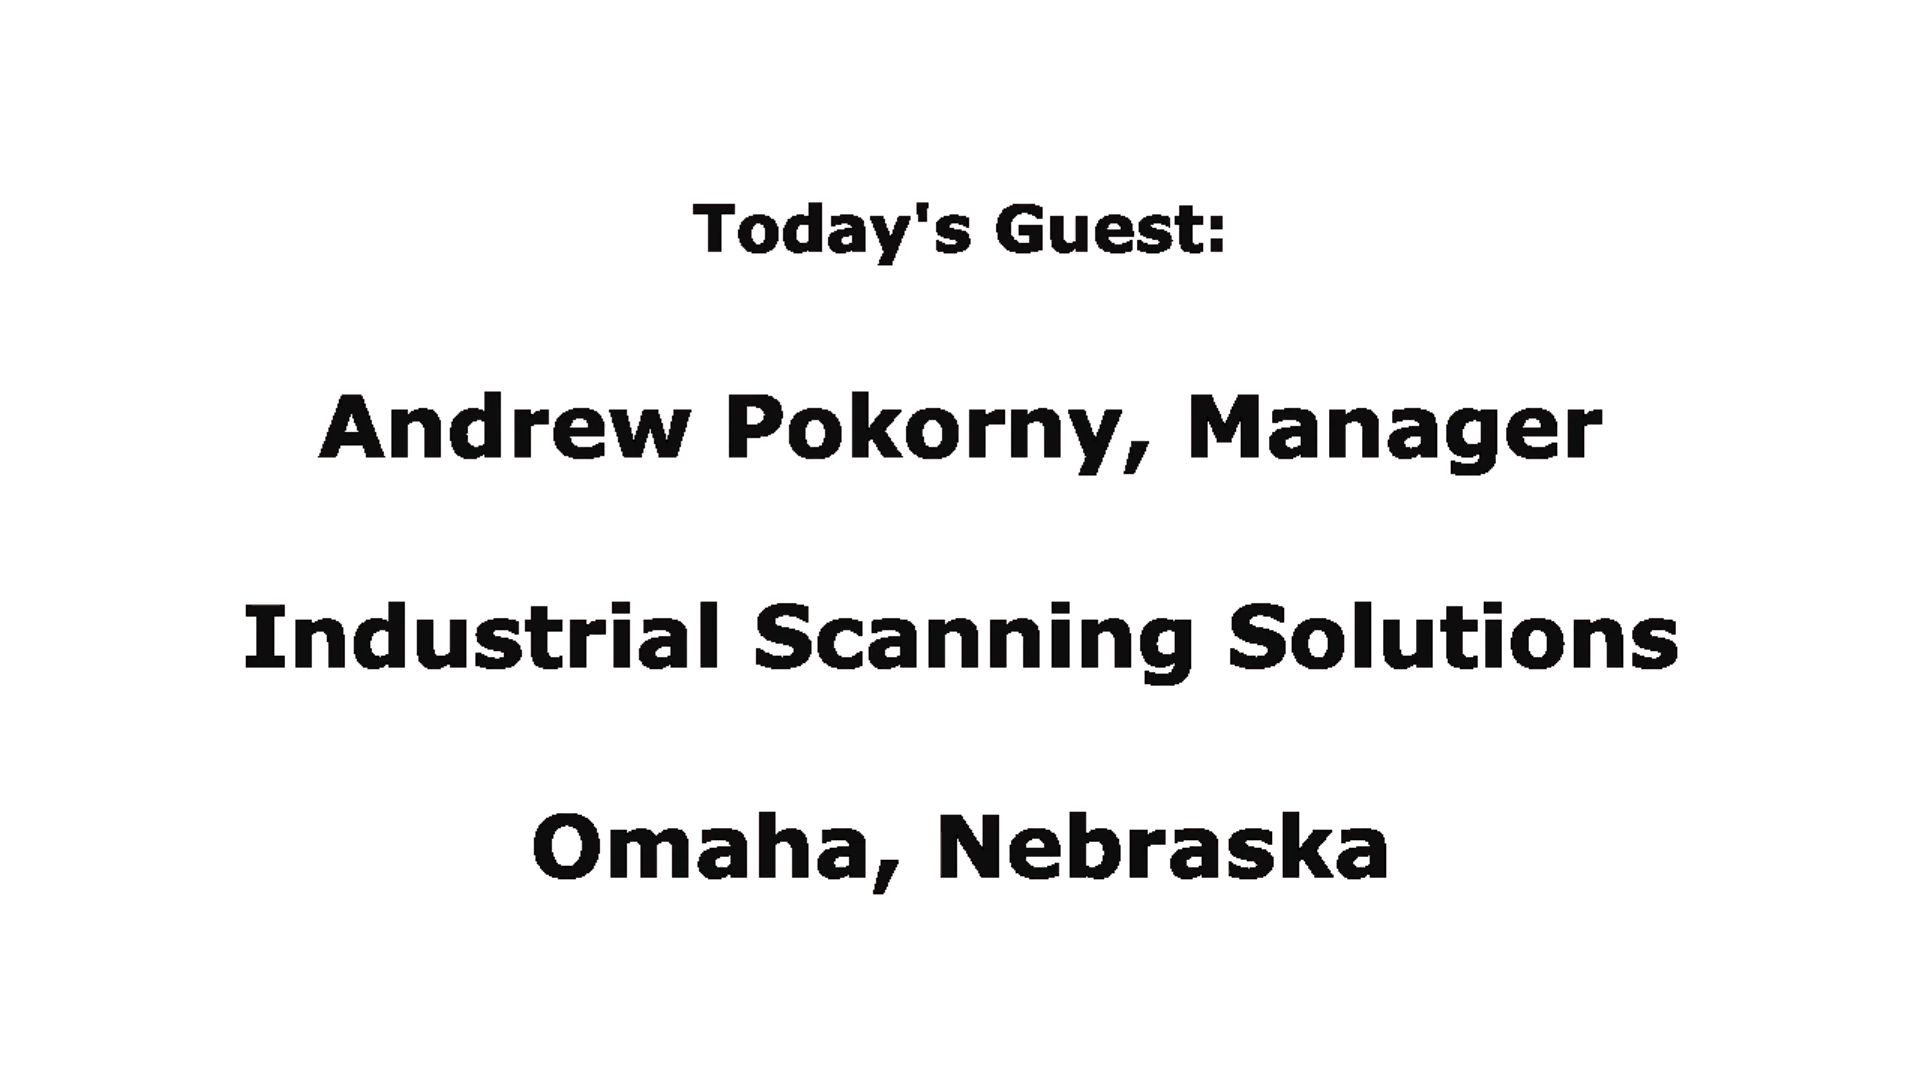 Today's Guest:
Andrew Pokorny, Manager
Industrial Scanning Solutions
Omaha, Nebraska